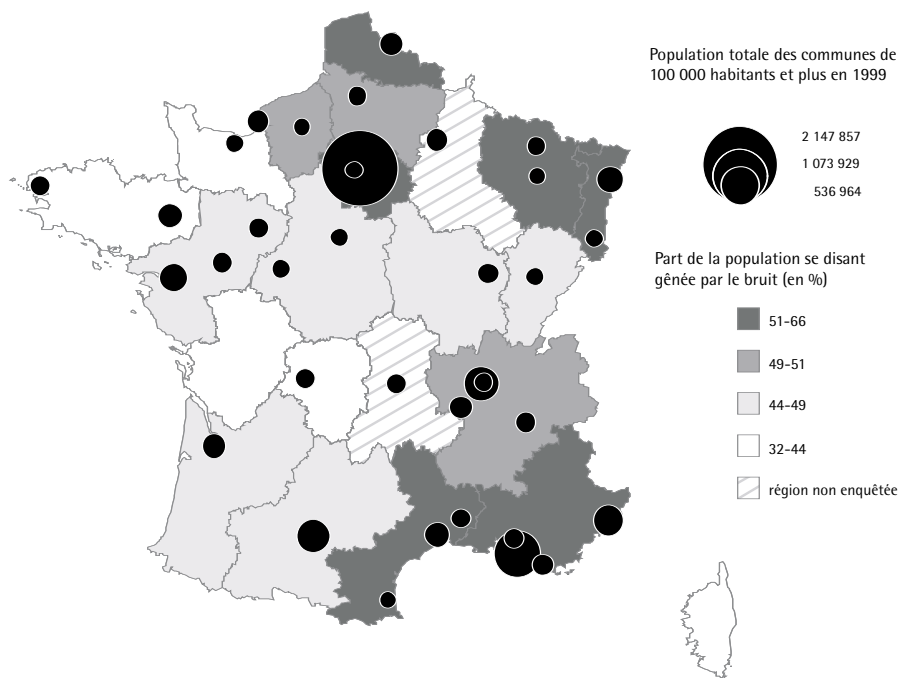 Population totale des communes de
100 000 habitants et plus en 1999
2 147 857
1 073 929
536 964
Part de la population se disant
gênée par le bruit (en %)
51-66
49-51
44-49
32-44
région non enquêtée